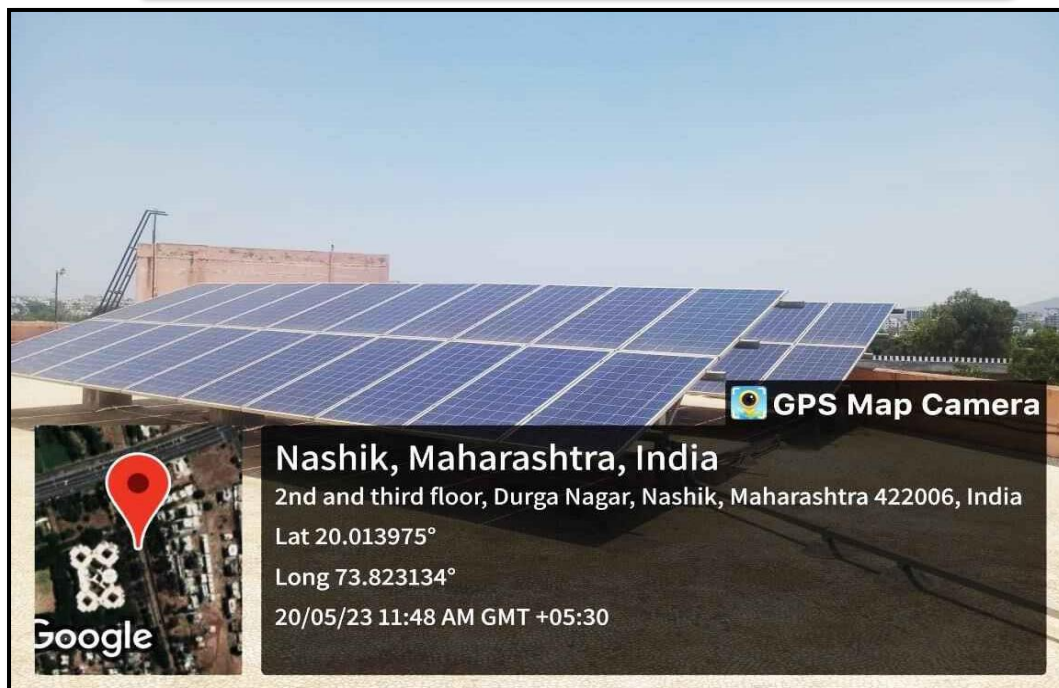 GPS Map Camera
Nashik, Maharashtra, India
2nd and third floor, Durga Nagar, Nashik, Maharashtra 422006, India
Lat 20.013975°
Long 73.823134°
20/05/23 11:48 AM GMT +05:30
Google